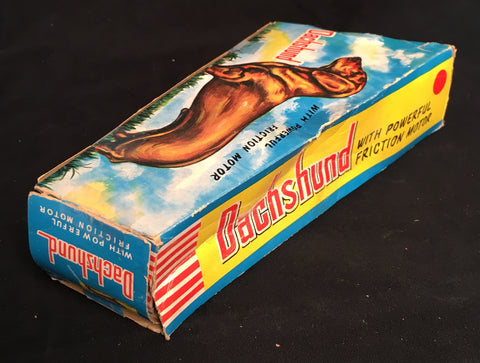 Dachshund
WITH POWERFUL
FRICTION MOTOR
Dachshund
WITH POWERFUL
FRICTION MOTOR
WITH POWERFUL
FRICTION MOTOR
Dachshund